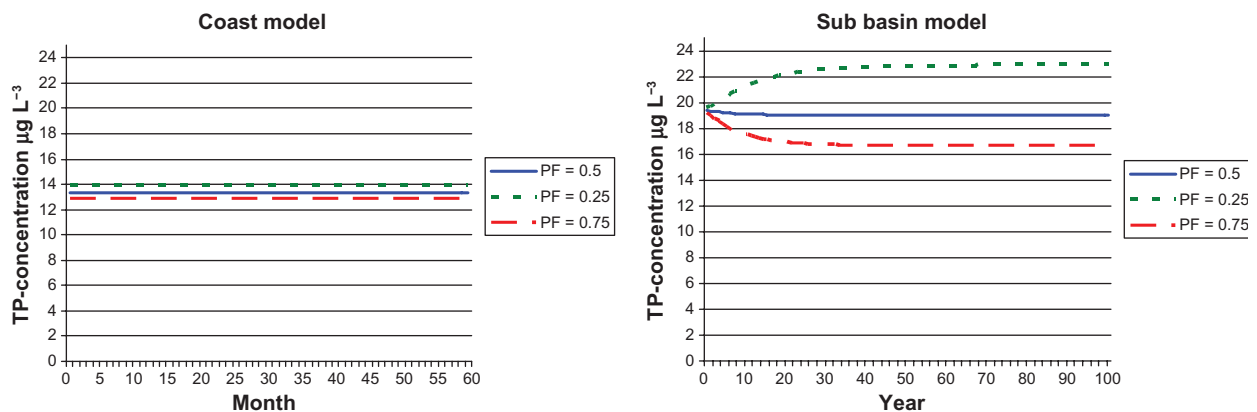 Coast model
TP-concentration µg L⁻³
24
22
20
18
16
14
12
10
8
6
4
2
0
0 5 10 15 20 25 30 35 40 45 50 55 60
Month
PF = 0.5
PF = 0.25
PF = 0.75
Sub basin model
TP-concentration µg L⁻³
24
22
20
18
16
14
12
10
8
6
4
2
0
0 10 20 30 40 50 60 70 80 90 100
Year
PF = 0.5
PF = 0.25
PF = 0.75